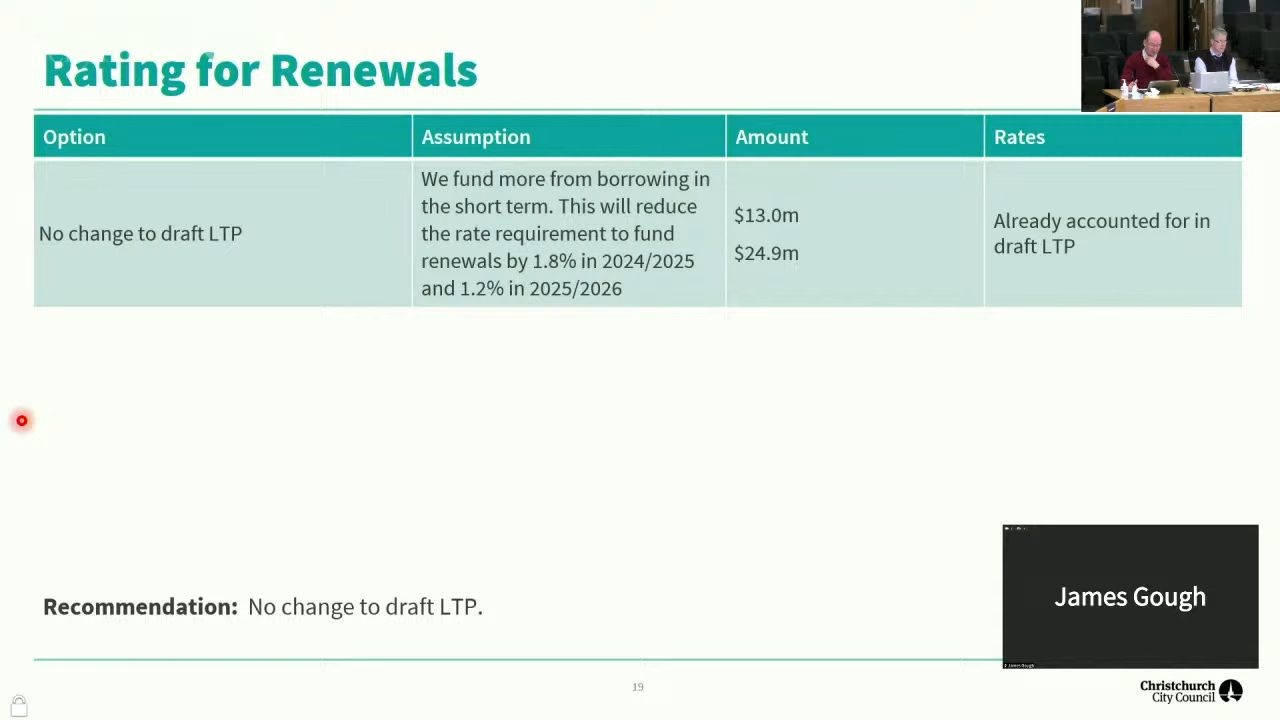 Rating for Renewals
Option
Assumption
Amount
Rates
No change to draft LTP
We fund more from borrowing in
the short term. This will reduce
the rate requirement to fund
renewals by 1.8% in 2024/2025
and 1.2% in 2025/2026
$13.0m
$24.9m
Already accounted for in
draft LTP
Recommendation: No change to draft LTP.
James Gough
James Gough
19
Christchurch
City Council